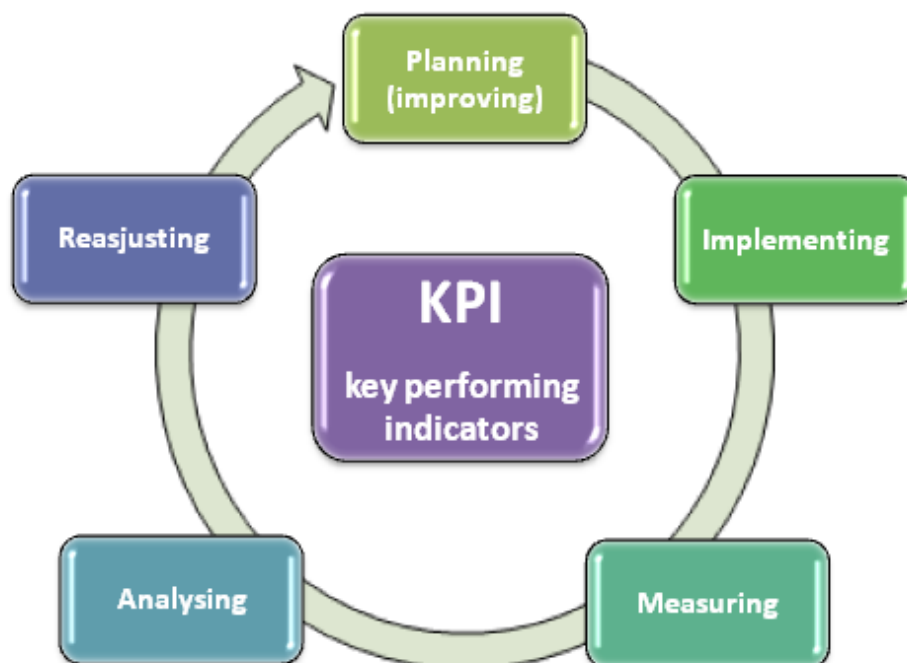 Planning
(improving)
Implementing
Measuring
Analysing
Reasjusting
KPI
key performing
indicators